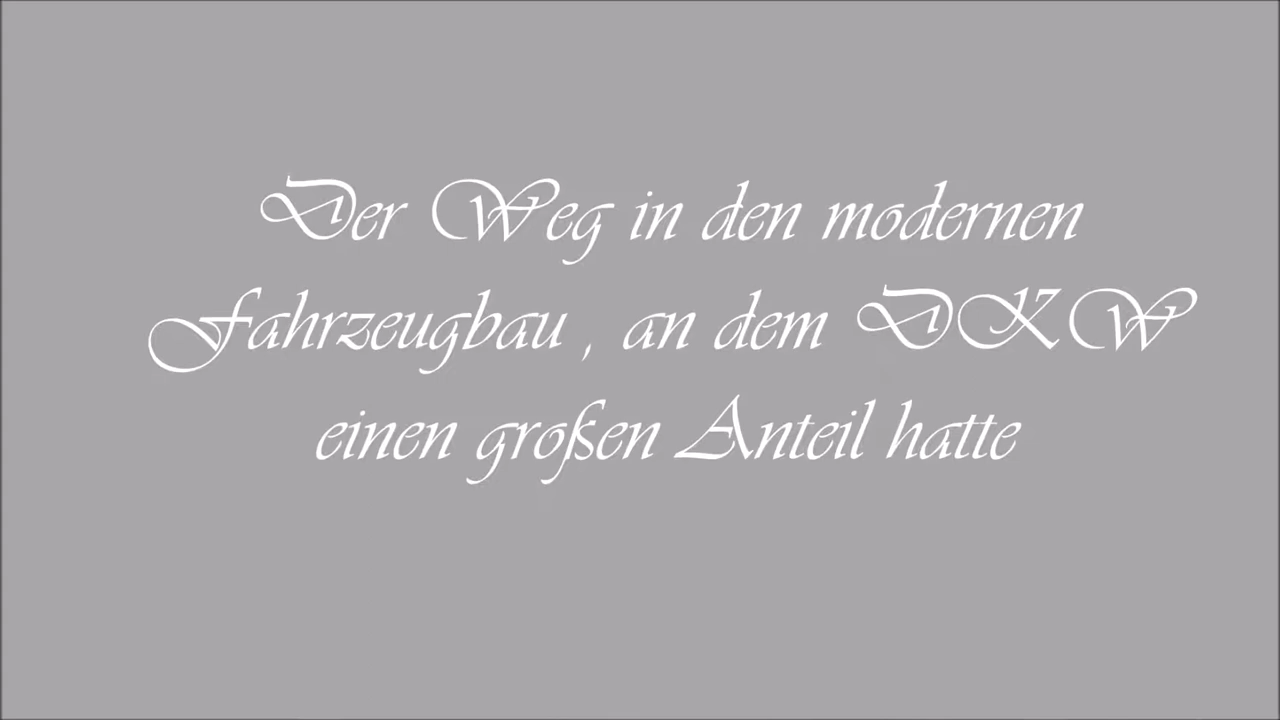 Der Weg in den modernen
Fahrzeugbau , an dem DKW
einen großen Anteil hatte